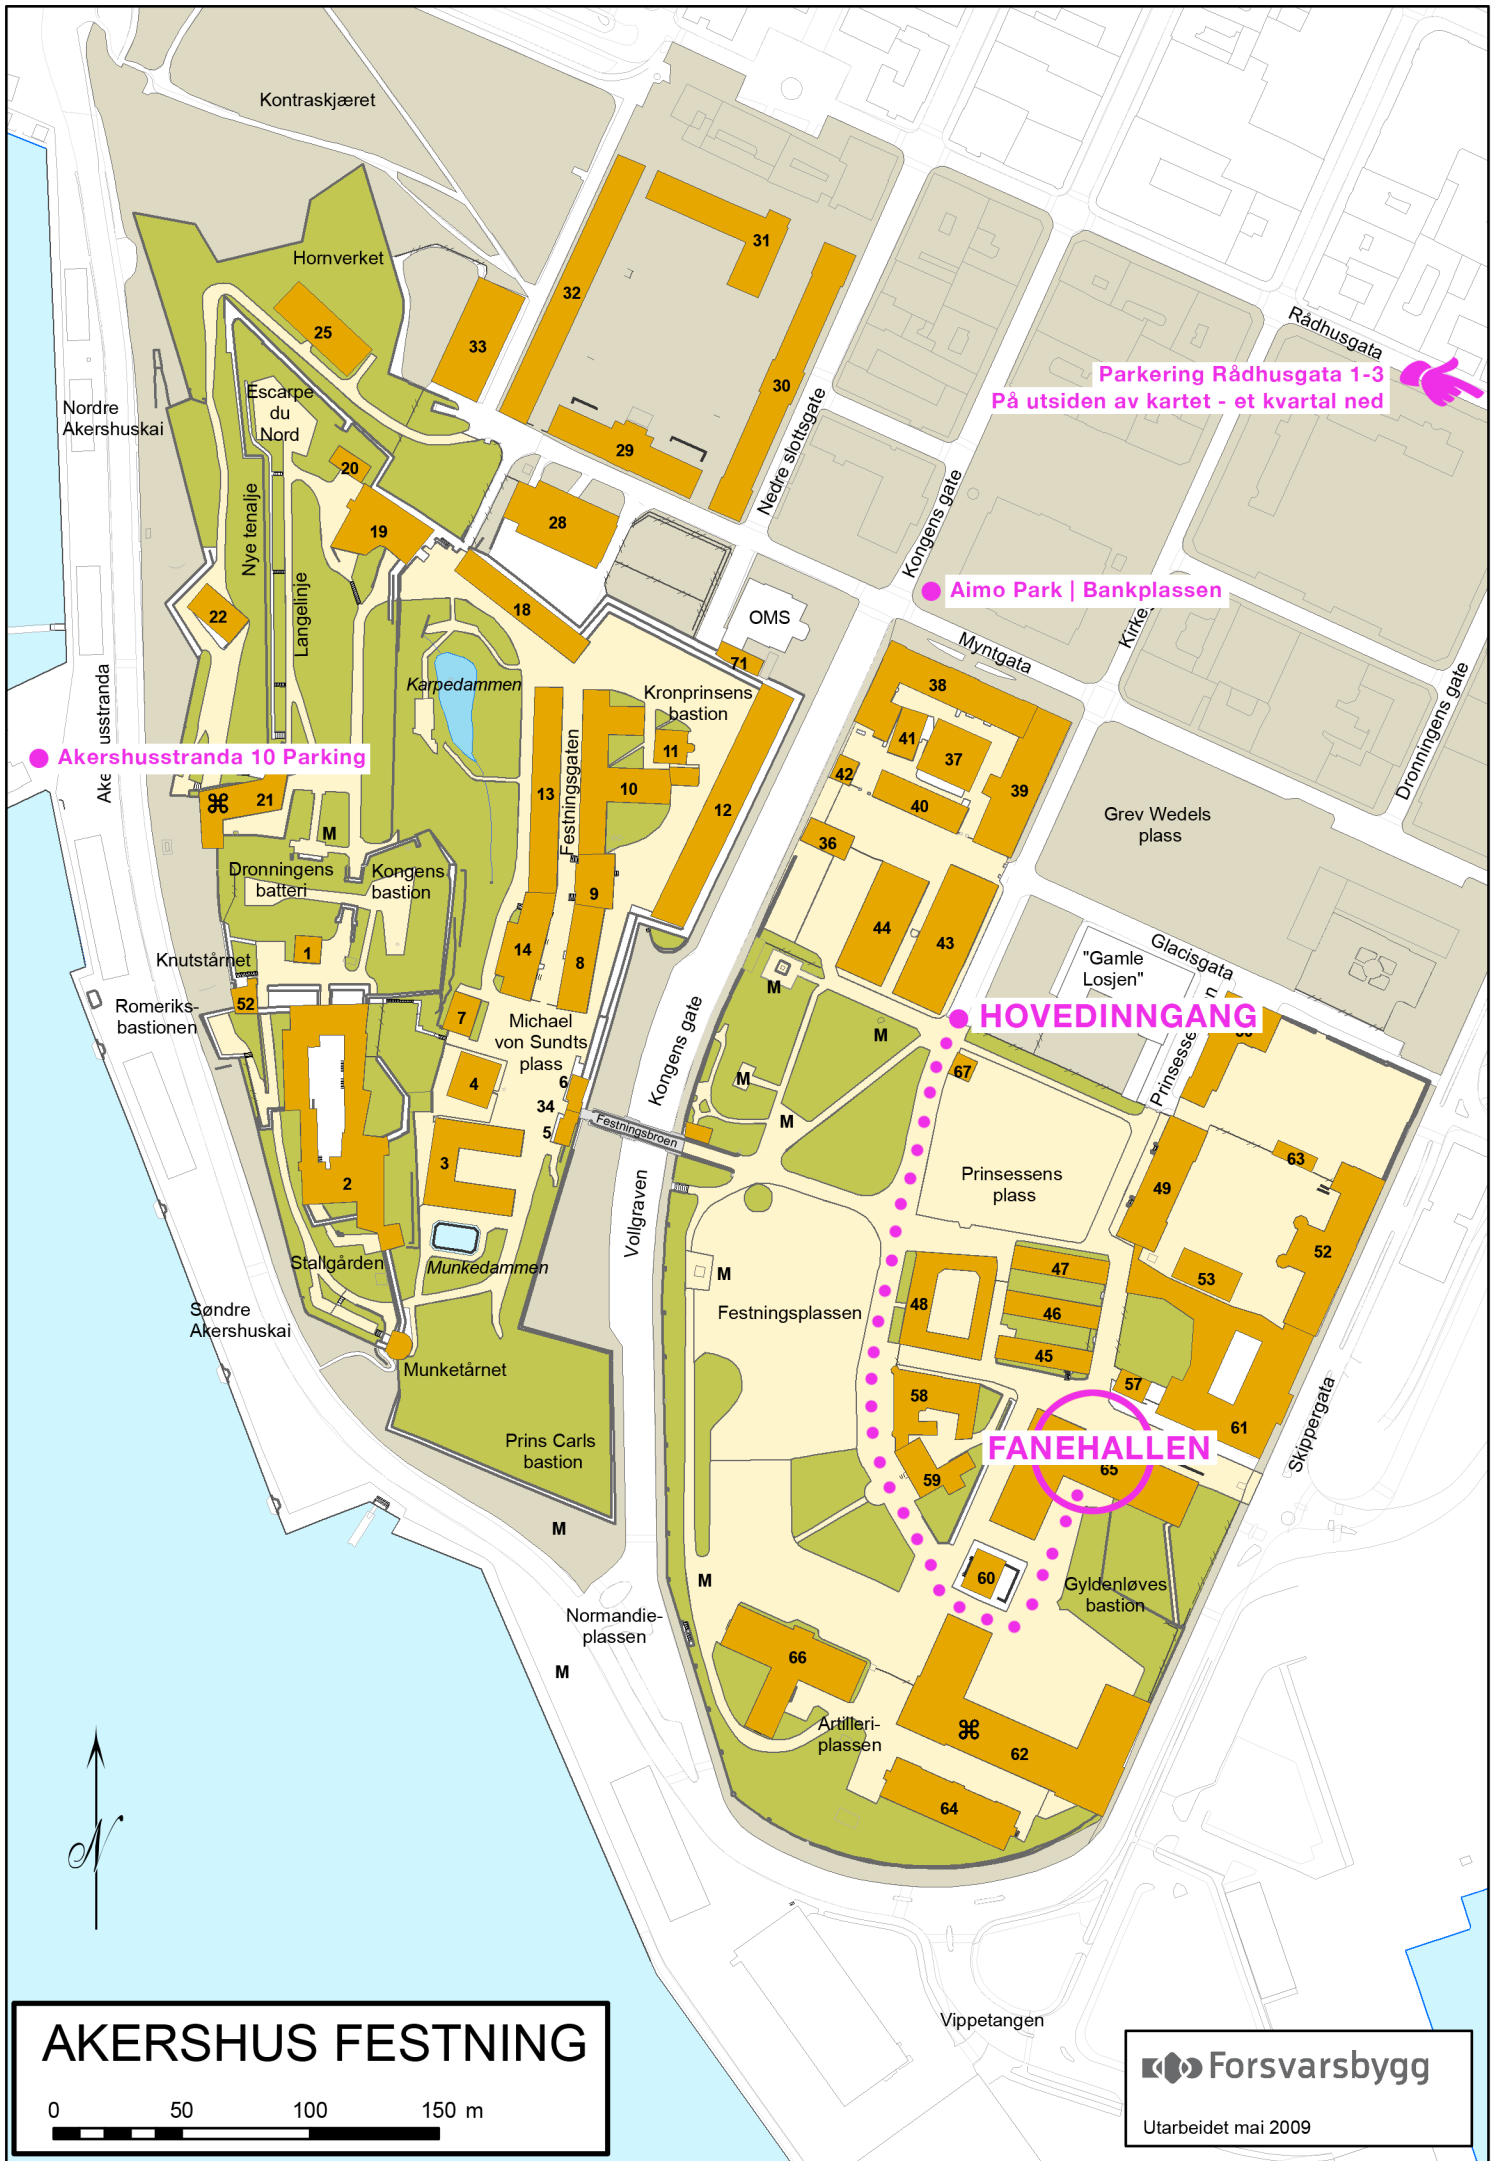 Kontraskjæret
Hornverket
31
32
25
33
30
Rådhusgata
Parkering Rådhusgata 1-3
På utsiden av kartet - et kvartal ned
Nordre
Akershuskai
Escarpe
du
Nord
29
20
Nedre slottsgate
Kongens gate
Nye tenalje
19
28
Aimo Park | Bankplassen
Langelinje
22
18
OMS
Myntgata
71
Karpedammen
Kronprinsens
bastion
38
Dronningens gate
41
11
37
42
Akershusstranda 10 Parking
21
13
Festningsgaten
10
12
40
39
Grev Wedels
plass
M
36
Dronningens
batteri
Kongens
bastion
9
44
43
Glacisgata
"Gamle
Losjen"
1
14
8
Knutstårnet
52
M
Romeriks-
bastionen
7
Michael
von Sundts
plass
HOVEDINNGANG
M
67
Kongens gate
4
6
34
5
M
M
Festningsbroen
3
2
Prinsessens
plass
49
63
Vollgraven
52
Stallgården
Munkedammen
M
47
53
48
46
Festningsplassen
45
Søndre
Akershuskai
Munketårnet
57
58
61
Skippergata
Prins Carls
bastion
FANEHALLEN
65
59
M
M
60
Gyldenløves
bastion
Normandie-
plassen
M
66
Artilleri-
plassen
62
64
N
Vippetangen
AKERSHUS FESTNING
0 50 100 150 m
Forsvarsbygg
Utarbeidet mai 2009